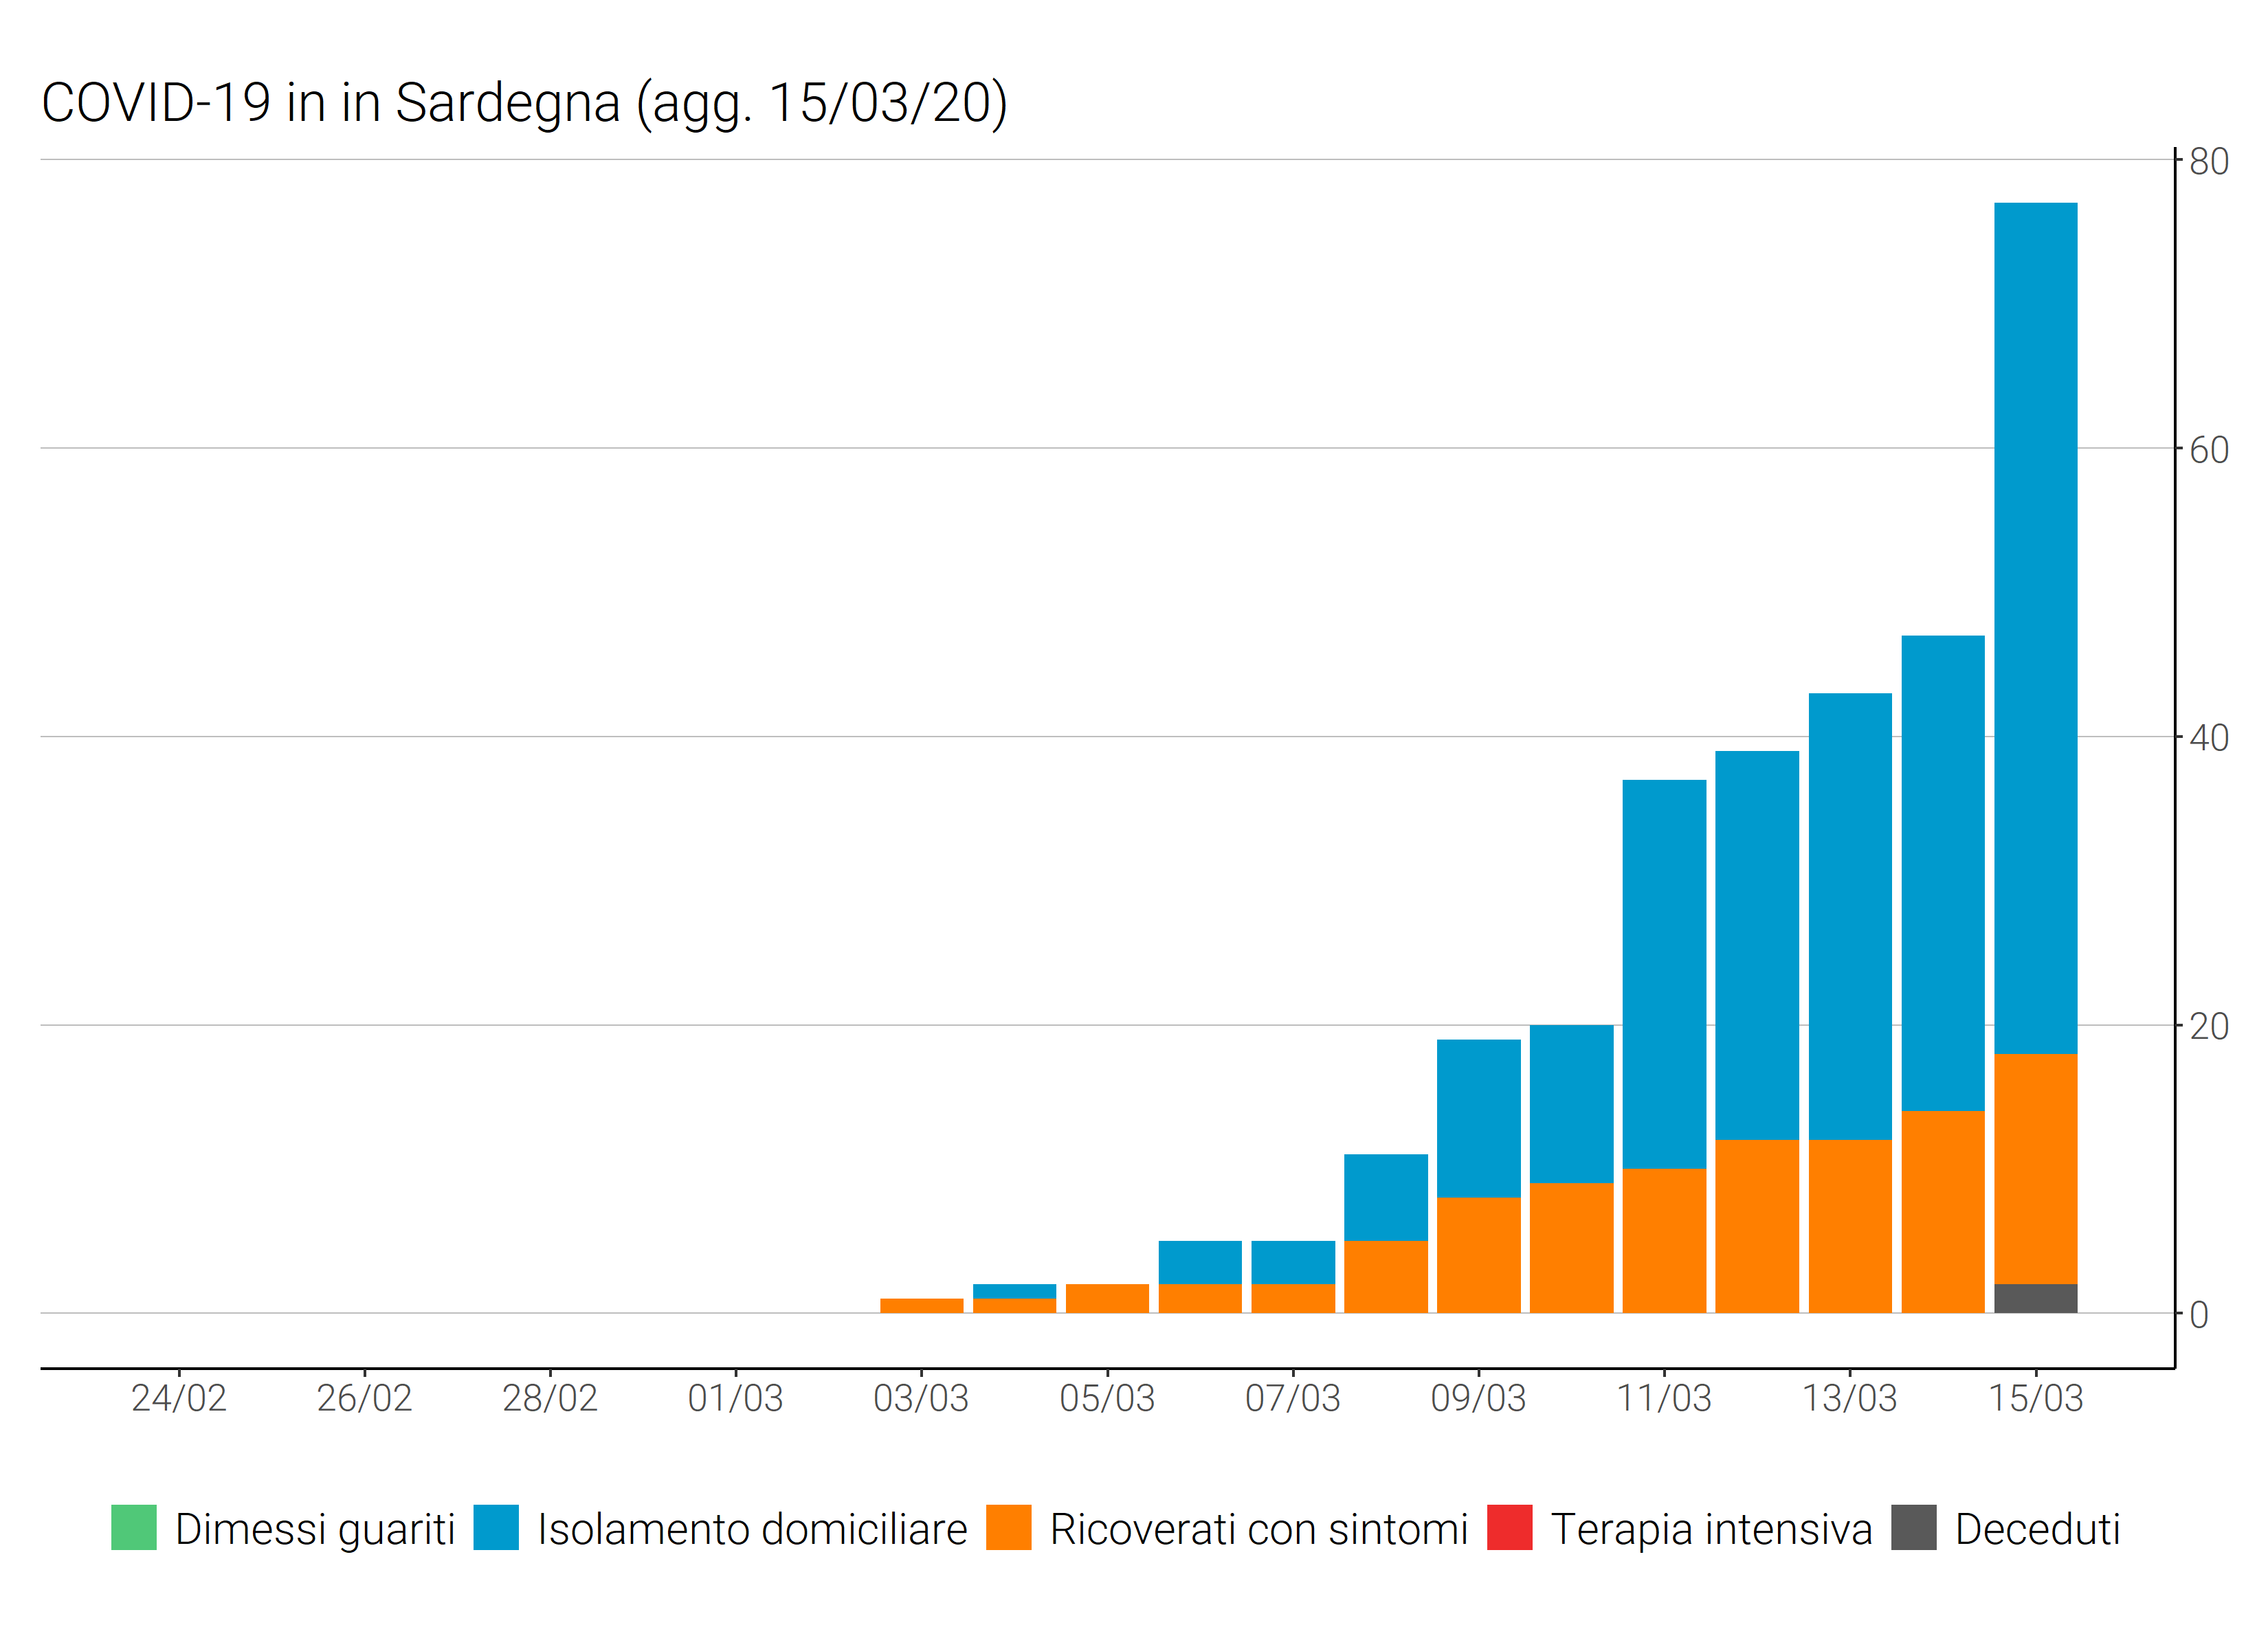 COVID-19 in in Sardegna (agg. 15/03/20)
80
60
40
20
0
24/02 26/02 28/02 01/03 03/03 05/03 07/03 09/03 11/03 13/03 15/03
Dimessi guariti Isolamento domiciliare Ricoverati con sintomi Terapia intensiva Deceduti